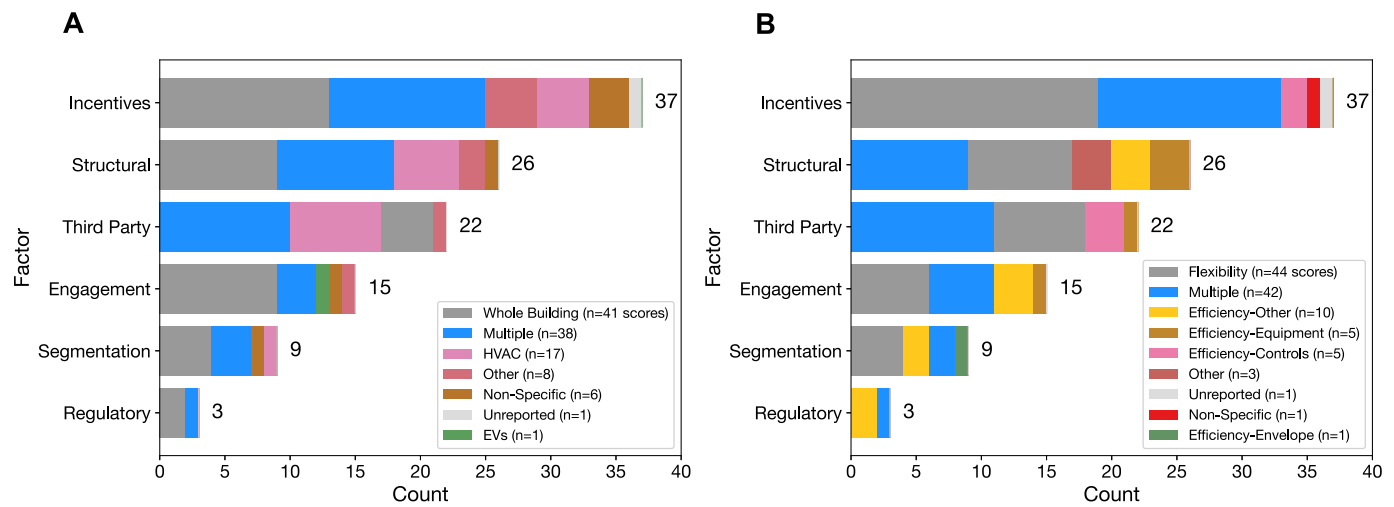 A
Factor
Incentives
Structural
Third Party
Engagement
Segmentation
Regulatory
37
26
22
15
9
3
Whole Building (n=41 scores)
Multiple (n=38)
HVAC (n=17)
Other (n=8)
Non-Specific (n=6)
Unreported (n=1)
EVs (n=1)
0 5 10 15 20 25 30 35 40
Count
B
Factor
Incentives
Structural
Third Party
Engagement
Segmentation
Regulatory
37
26
22
15
9
3
Flexibility (n=44 scores)
Multiple (n=42)
Efficiency-Other (n=10)
Efficiency-Equipment (n=5)
Efficiency-Controls (n=5)
Other (n=3)
Unreported (n=1)
Non-Specific (n=1)
Efficiency-Envelope (n=1)
0 5 10 15 20 25 30 35 40
Count